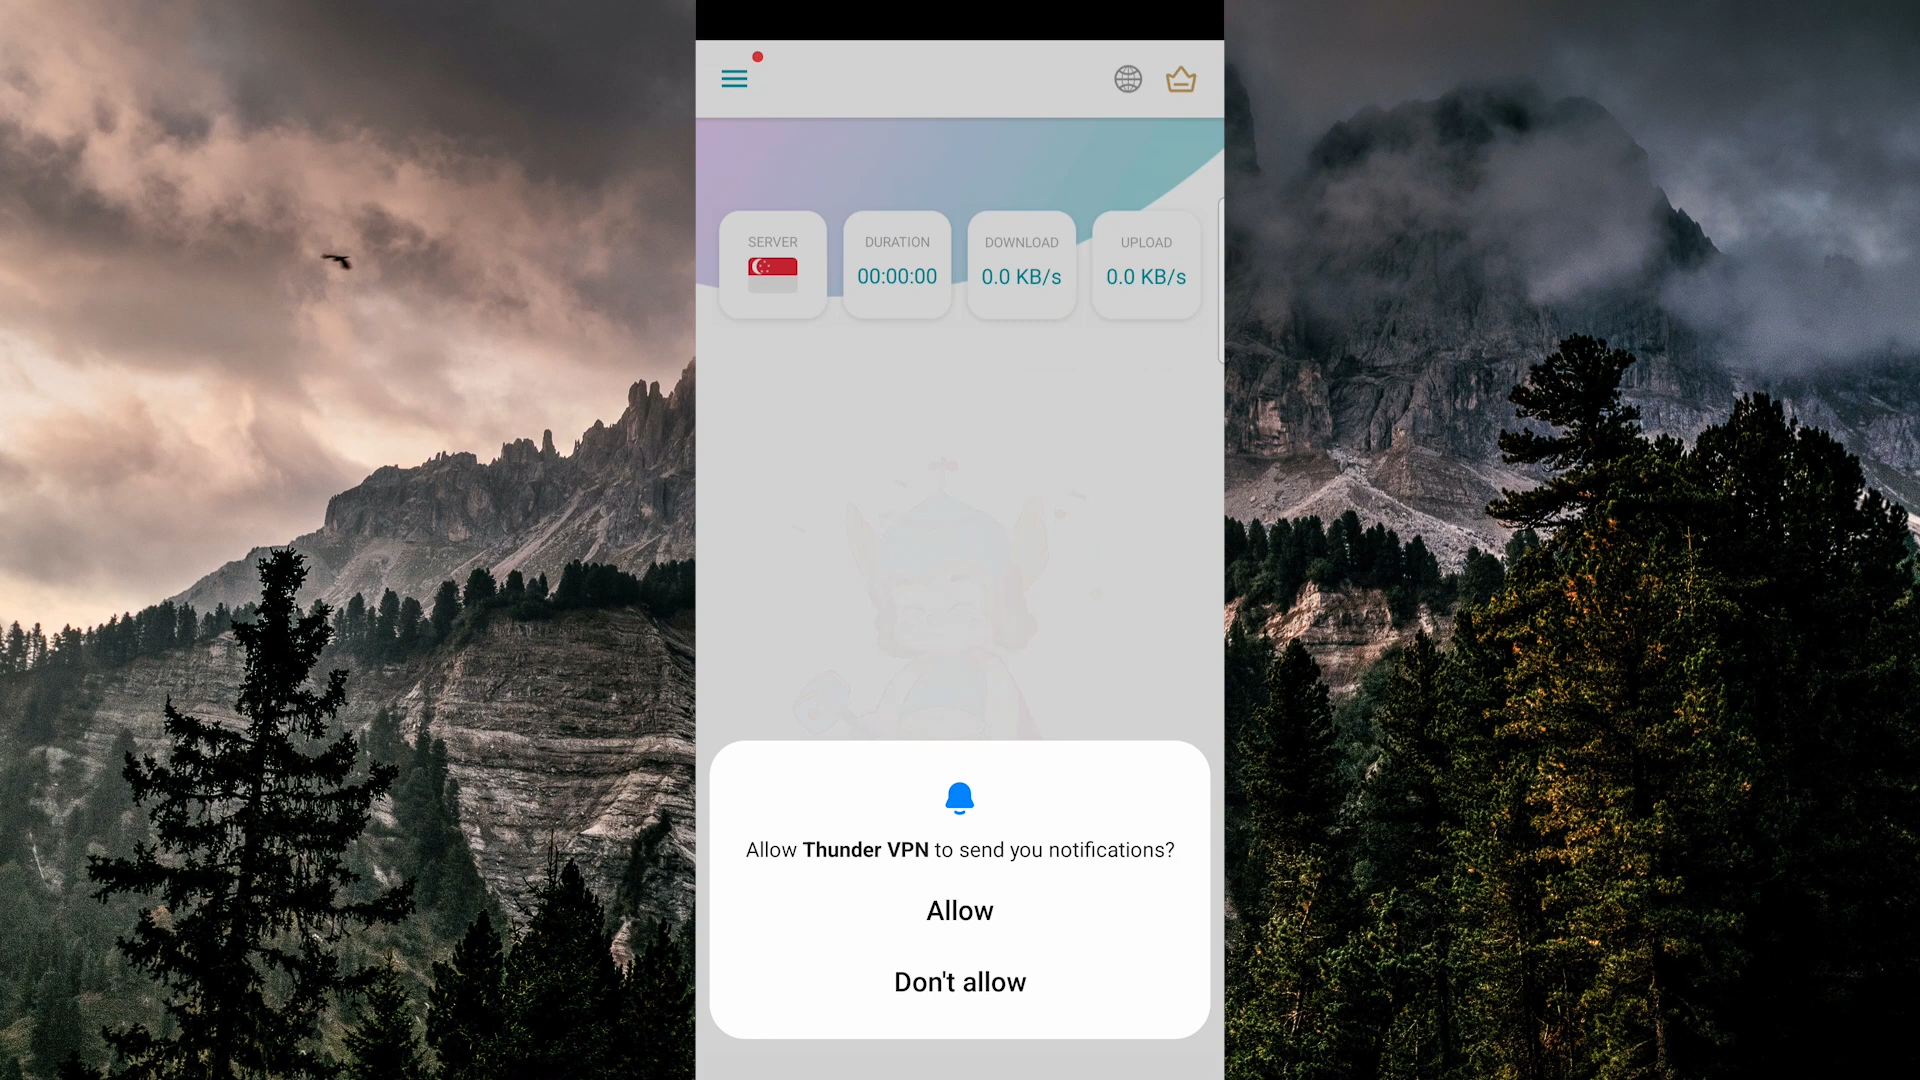 SERVER
DURATION
00:00:00
DOWNLOAD
0.0 KB/s
UPLOAD
0.0 KB/s
Allow Thunder VPN to send you notifications?
Allow
Don't allow